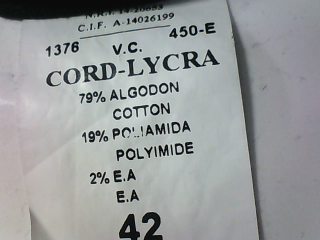 C.I.F. A-14026199
1376 V.C. 450-E
CORD-LYCRA
79% ALGODON
COTTON
19% POLIAMIDA
POLYIMIDE
2% E.A
E.A
42